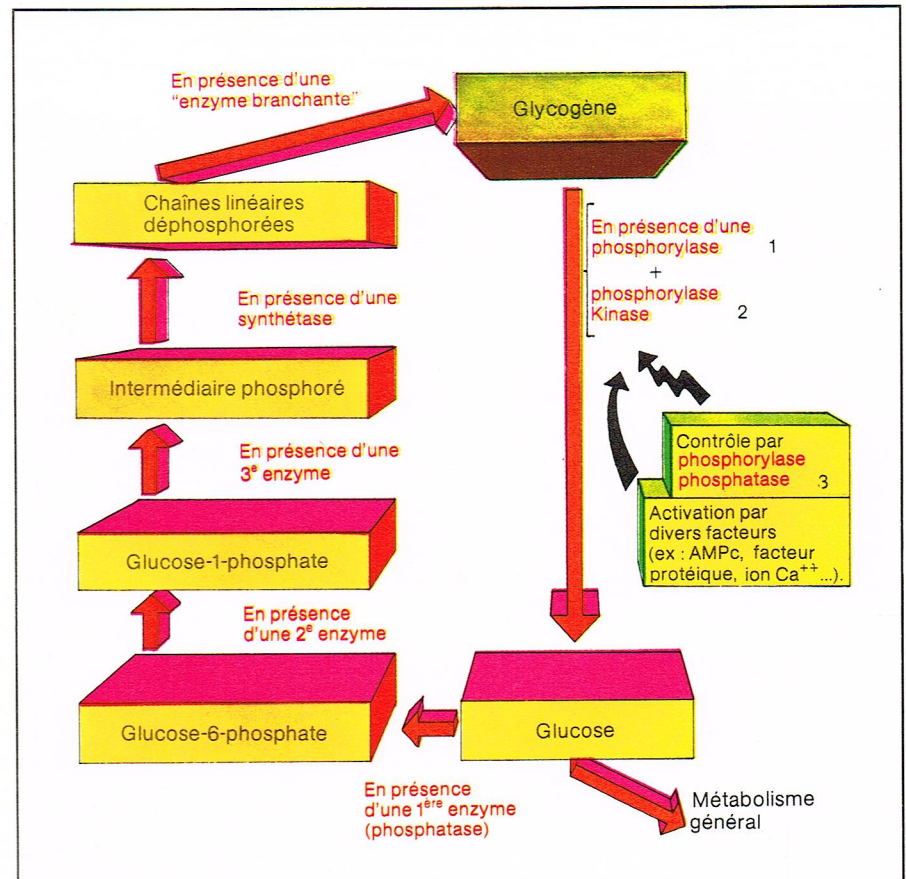 En présence d'une
"enzyme branchante"
Glycogène
Chaînes linéaires
déphosphorées
En présence d'une
phosphorylase 1
+
phosphorylase
Kinase 2
En présence d'une
synthétase
Intermédiaire phosphoré
Contrôle par
phosphorylase
phosphatase 3
En présence d'une
3e enzyme
Activation par
divers facteurs
(ex : AMPc, facteur
protéique, ion Ca++...).
Glucose-1-phosphate
En présence
d'une 2e enzyme
Glucose-6-phosphate
Glucose
En présence
d'une 1ère enzyme
(phosphatase)
Métabolisme
général